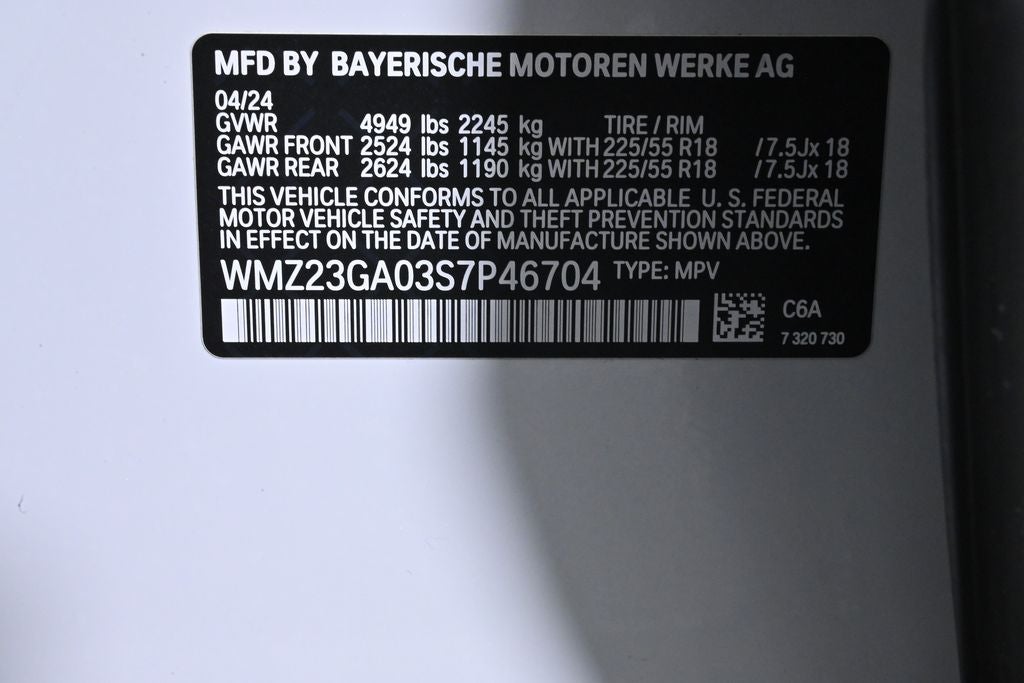 MFD BY BAYERISCHE MOTOREN WERKE AG
04/24
GVWR 4949 lbs 2245 kg TIRE / RIM
GAWR FRONT 2524 lbs 1145 kg WITH 225/55 R18 /7.5Jx 18
GAWR REAR 2624 lbs 1190 kg WITH 225/55 R18 /7.5Jx 18
THIS VEHICLE CONFORMS TO ALL APPLICABLE U. S. FEDERAL
MOTOR VEHICLE SAFETY AND THEFT PREVENTION STANDARDS
IN EFFECT ON THE DATE OF MANUFACTURE SHOWN ABOVE.
WMZ23GA03S7P46704 TYPE: MPV
C6A
7 320 730